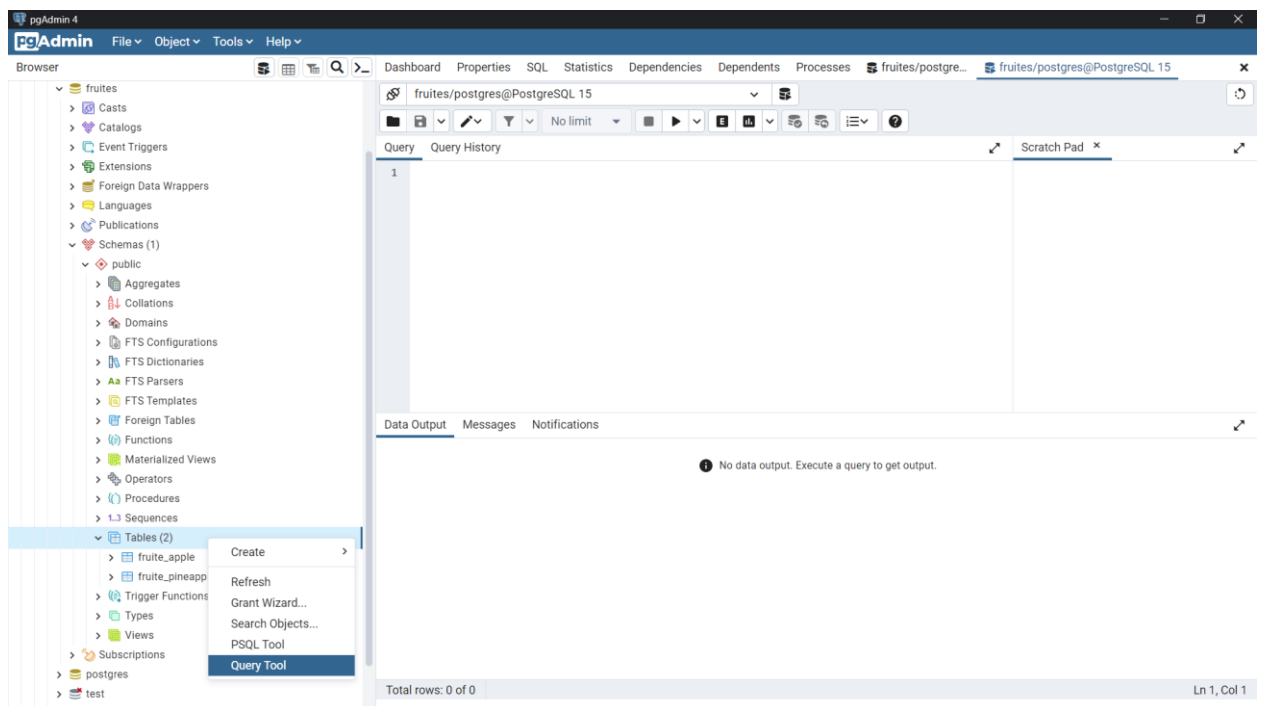 pgAdmin 4
pgAdmin File Object Tools Help
Browser
Dashboard Properties SQL Statistics Dependencies Dependents Processes fruites/postgre... fruites/postgres@PostgreSQL 15
fruites
Casts
Catalogs
Event Triggers
Extensions
Foreign Data Wrappers
Languages
Publications
Schemas (1)
public
Aggregates
Collations
Domains
FTS Configurations
FTS Dictionaries
Aa FTS Parsers
FTS Templates
Foreign Tables
Functions
Materialized Views
Operators
Procedures
1..3 Sequences
Tables (2)
fruite_apple
fruite_pineapp
Trigger Functions
Types
Views
Subscriptions
postgres
test
Create
Refresh
Grant Wizard...
Search Objects...
PSQL Tool
Query Tool
fruites/postgres@PostgreSQL 15
No limit
E
Query Query History
Scratch Pad
1
Data Output Messages Notifications
No data output. Execute a query to get output.
Total rows: 0 of 0
Ln 1, Col 1